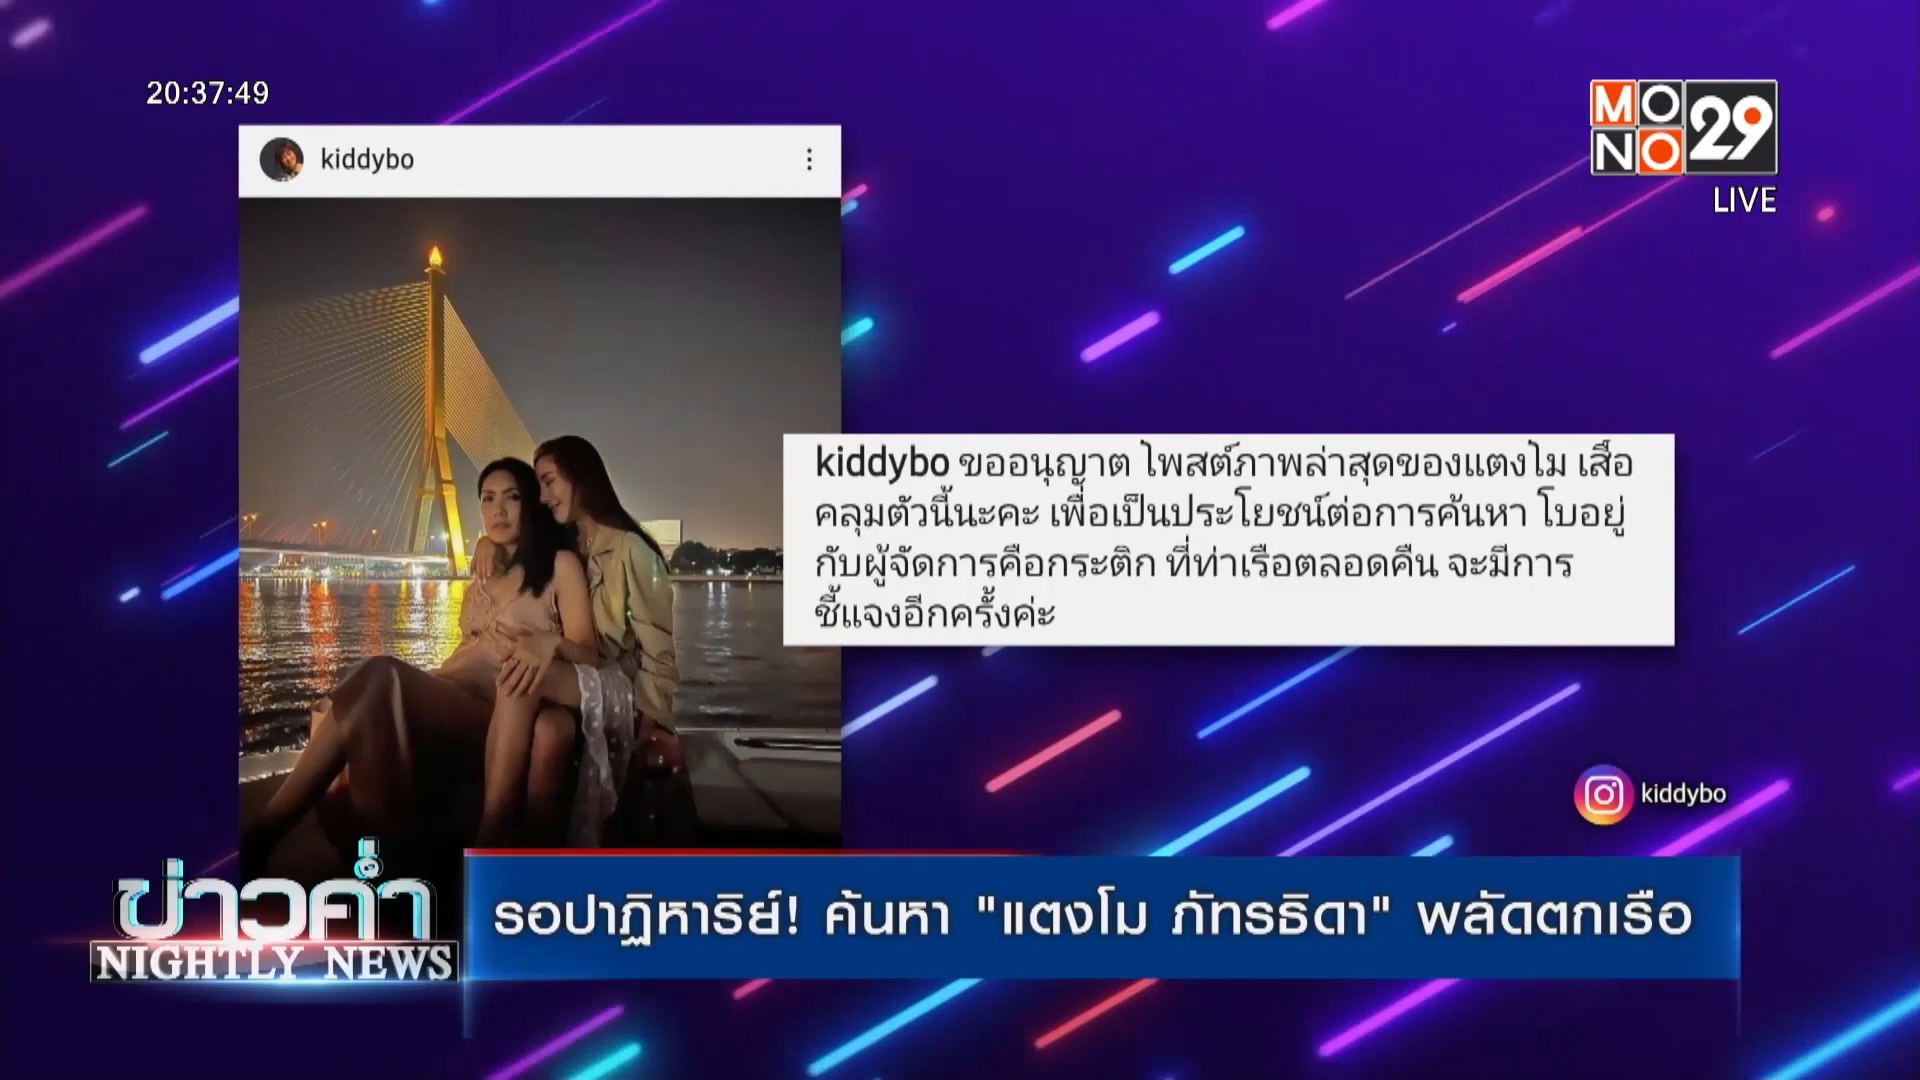 20:37:49
MONO 29
LIVE
kiddybo
kiddybo ขออนุญาต โพสต์ภาพล่าสุดของแตงโม เสื้อ
คลุมตัวนี้นะคะ เพื่อเป็นประโยชน์ต่อการค้นหา โบอยู่
กับผู้จัดการคือกระติก ที่ท่าเรือตลอดคืน จะมีการ
ชี้แจงอีกครั้งค่ะ
kiddybo
ข่าวค่ำ
NIGHTLY NEWS
รอปาฏิหาริย์! ค้นหา "แตงโม ภัทรธิดา" พลัดตกเรือ